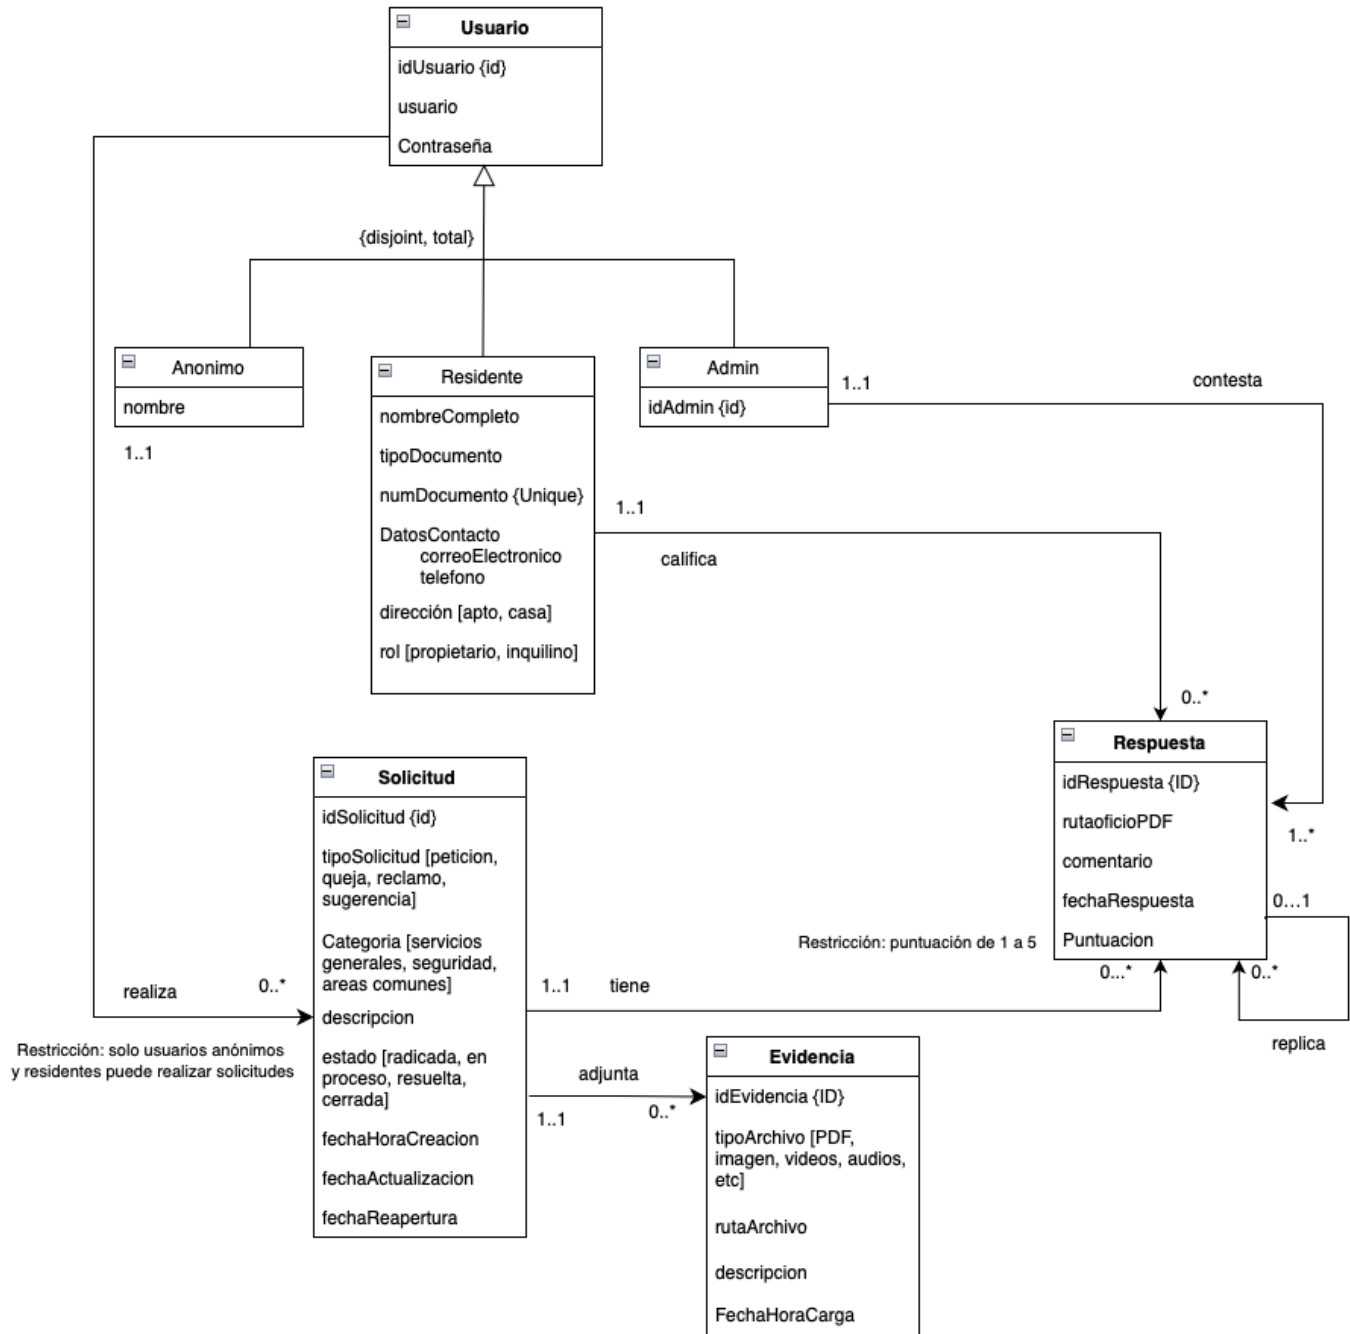 Usuario
idUsuario {id}
usuario
Contraseña
{disjoint, total}
Anonimo
nombre
1..1
Residente
nombreCompleto
tipoDocumento
numDocumento {Unique}
DatosContacto
correoElectronico
telefono
dirección [apto, casa]
rol [propietario, inquilino]
Admin
idAdmin {id}
1..1
contesta
1..1
califica
0..*
Respuesta
idRespuesta {ID}
rutaoficioPDF
comentario
fechaRespuesta
Puntuacion
1..*
0...1
0..*
replica
Restricción: puntuación de 1 a 5
0...*
Solicitud
idSolicitud {id}
tipoSolicitud [peticion,
queja, reclamo,
sugerencia]
Categoria [servicios
generales, seguridad,
areas comunes]
descripcion
estado [radicada, en
proceso, resuelta,
cerrada]
fechaHoraCreacion
fechaActualizacion
fechaReapertura
realiza
0..*
Restricción: solo usuarios anónimos
y residentes puede realizar solicitudes
1..1
tiene
adjunta
1..1
0..*
Evidencia
idEvidencia {ID}
tipoArchivo [PDF,
imagen, videos, audios,
etc]
rutaArchivo
descripcion
FechaHoraCarga